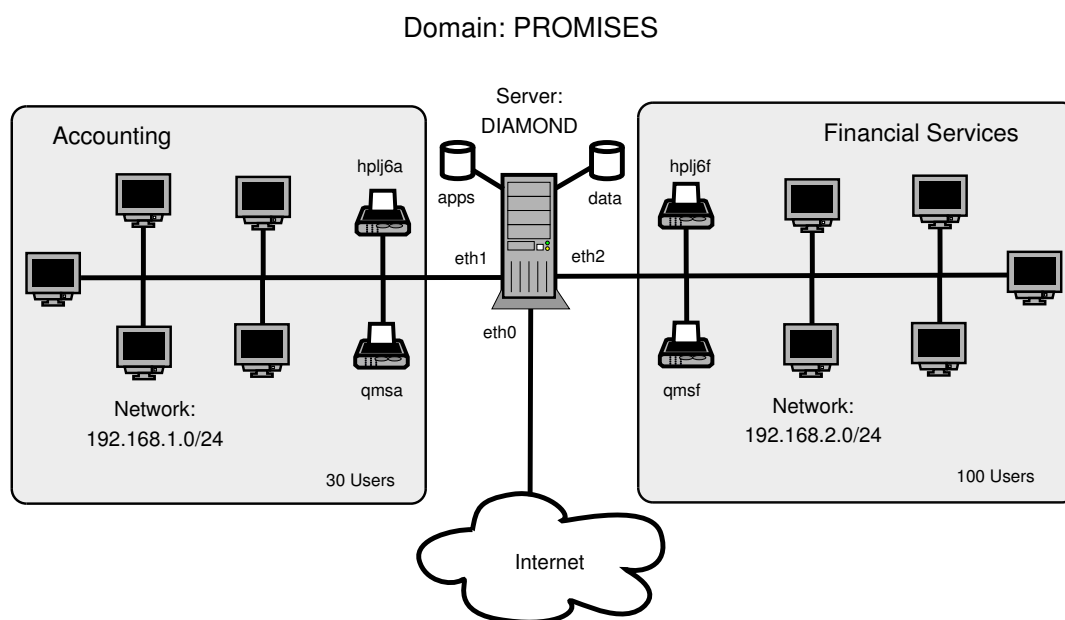 Domain: PROMISES
Server:
DIAMOND
Accounting
Financial Services
hplj6a
apps
data
hplj6f
eth1
eth2
eth0
qmsa
qmsf
Network:
192.168.1.0/24
Network:
192.168.2.0/24
30 Users
100 Users
Internet